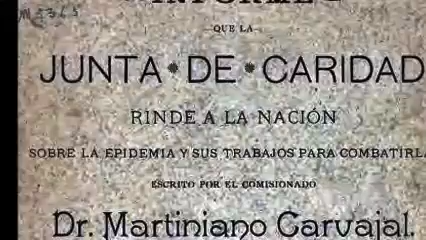 INFORME
QUE LA
JUNTA * DE * CARIDAD
RINDE A LA NACIÓN
SOBRE LA EPIDEMIA Y SUS TRABAJOS PARA COMBATIRLA
ESCRITO POR EL COMISIONADO
Dr. Martiniano Carvajal.